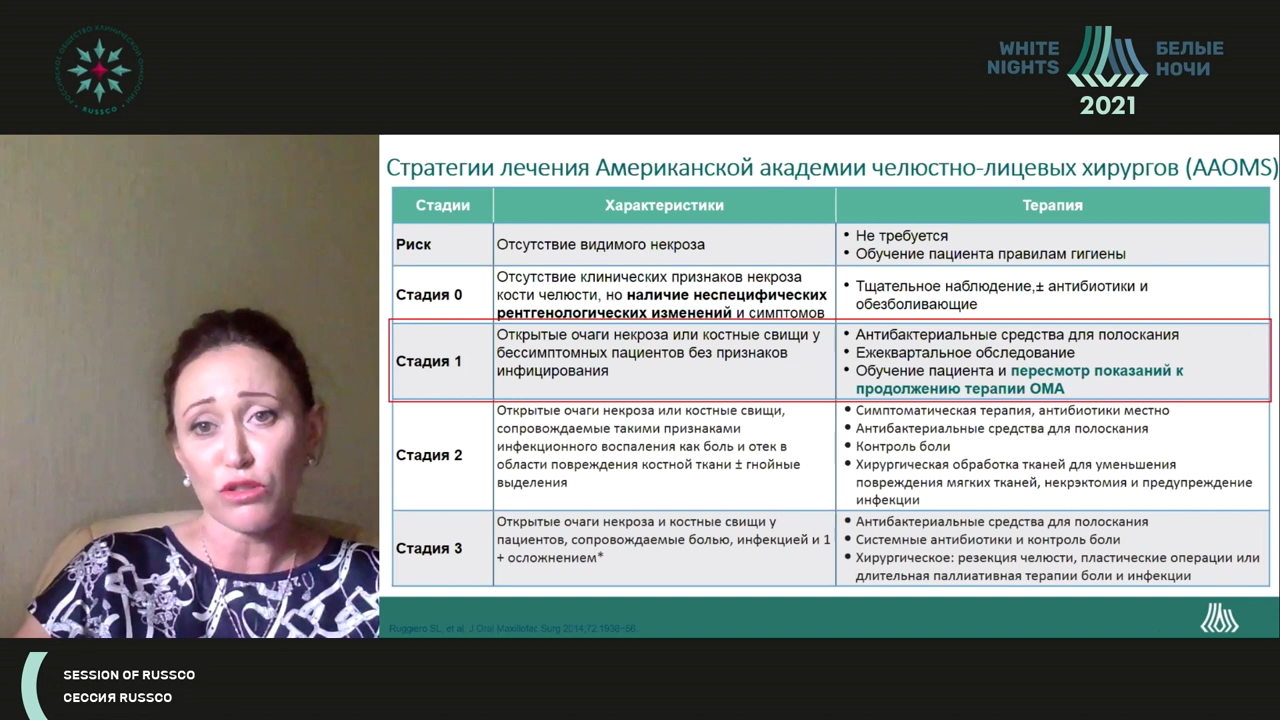 РОССИЙСКОЕ ОБЩЕСТВО КЛИНИЧЕСКОЙ ОНКОЛОГИИ
RUSSCO
WHITE NIGHTS
БЕЛЫЕ НОЧИ
2021
Стратегии лечения Американской академии челюстно-лицевых хирургов (AAOMS)
Стадии
Характеристики
Терапия
Риск
Отсутствие видимого некроза
• Не требуется
• Обучение пациента правилам гигиены
Стадия 0
Отсутствие клинических признаков некроза
кости челюсти, но наличие неспецифических
рентгенологических изменений и симптомов
• Тщательное наблюдение,± антибиотики и
обезболивающие
Стадия 1
Открытые очаги некроза или костные свищи у
бессимптомных пациентов без признаков
инфицирования
• Антибактериальные средства для полоскания
• Ежеквартальное обследование
• Обучение пациента и пересмотр показаний к
продолжению терапии ОМА
Стадия 2
Открытые очаги некроза или костные свищи,
сопровождаемые такими признаками
инфекционного воспаления как боль и отек в
области повреждения костной ткани ± гнойные
выделения
• Симптоматическая терапия, антибиотики местно
• Антибактериальные средства для полоскания
• Контроль боли
• Хирургическая обработка тканей для уменьшения
повреждения мягких тканей, некрэктомия и предупреждение
инфекции
Стадия 3
Открытые очаги некроза и костные свищи у
пациентов, сопровождаемые болью, инфекцией и 1
+ осложнением*
• Антибактериальные средства для полоскания
• Системные антибиотики и контроль боли
• Хирургическое: резекция челюсти, пластические операции или
длительная паллиативная терапии боли и инфекции
Ruggiero SL, et al. J Oral Maxillofac Surg 2014;72:1938–56.
SESSION OF RUSSCO
СЕССИЯ RUSSCO